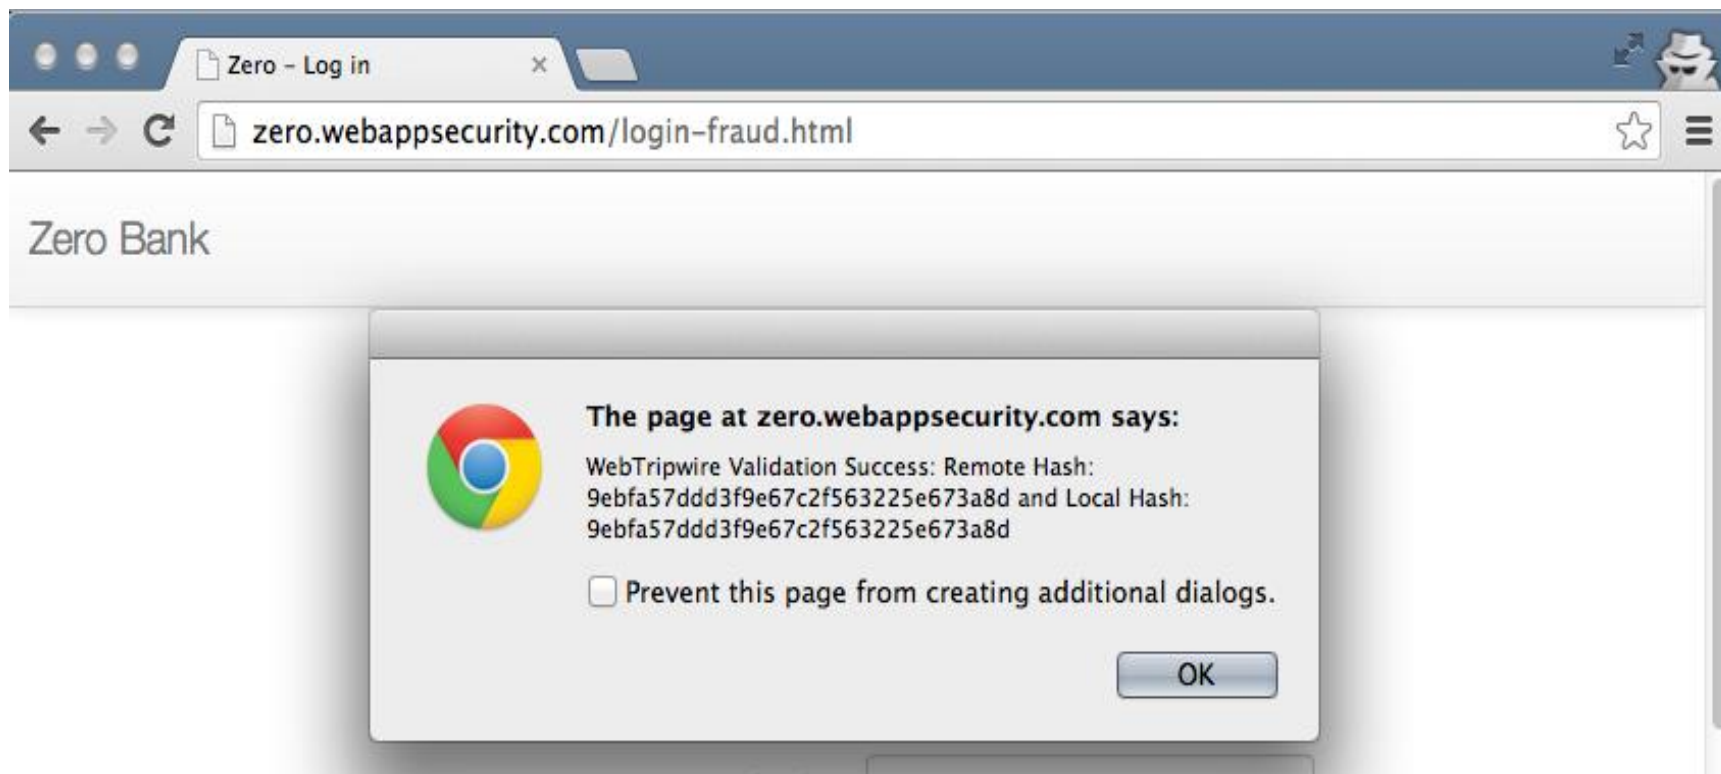 Zero - Log in
zero.webappsecurity.com/login-fraud.html
Zero Bank
The page at zero.webappsecurity.com says:
WebTripwire Validation Success: Remote Hash:
9ebfa57ddd3f9e67c2f563225e673a8d and Local Hash:
9ebfa57ddd3f9e67c2f563225e673a8d
Prevent this page from creating additional dialogs.
OK